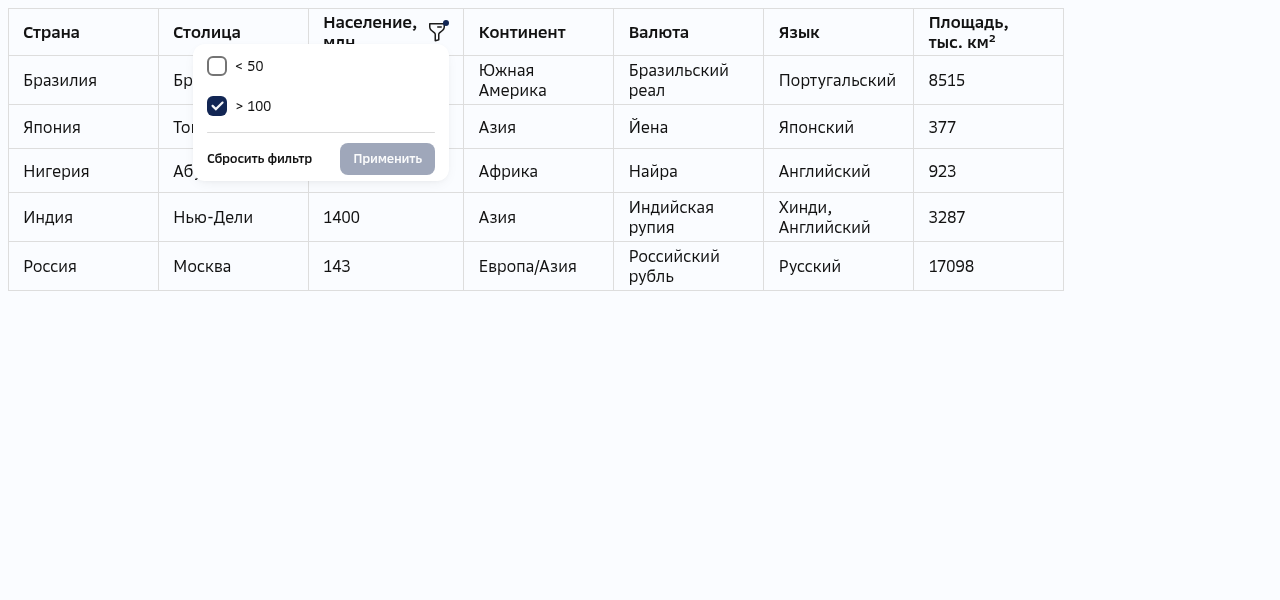 Страна Столица Население, Континент Валюта Язык Площадь,
тыс. км²
< 50
> 100
Сбросить фильтр Применить
Бразилия Южная Америка Бразильский реал Португальский 8515
Япония Азия Йена Японский 377
Нигерия Африка Найра Английский 923
Индия Нью-Дели 1400 Азия Индийская рупия Хинди, Английский 3287
Россия Москва 143 Европа/Азия Российский рубль Русский 17098